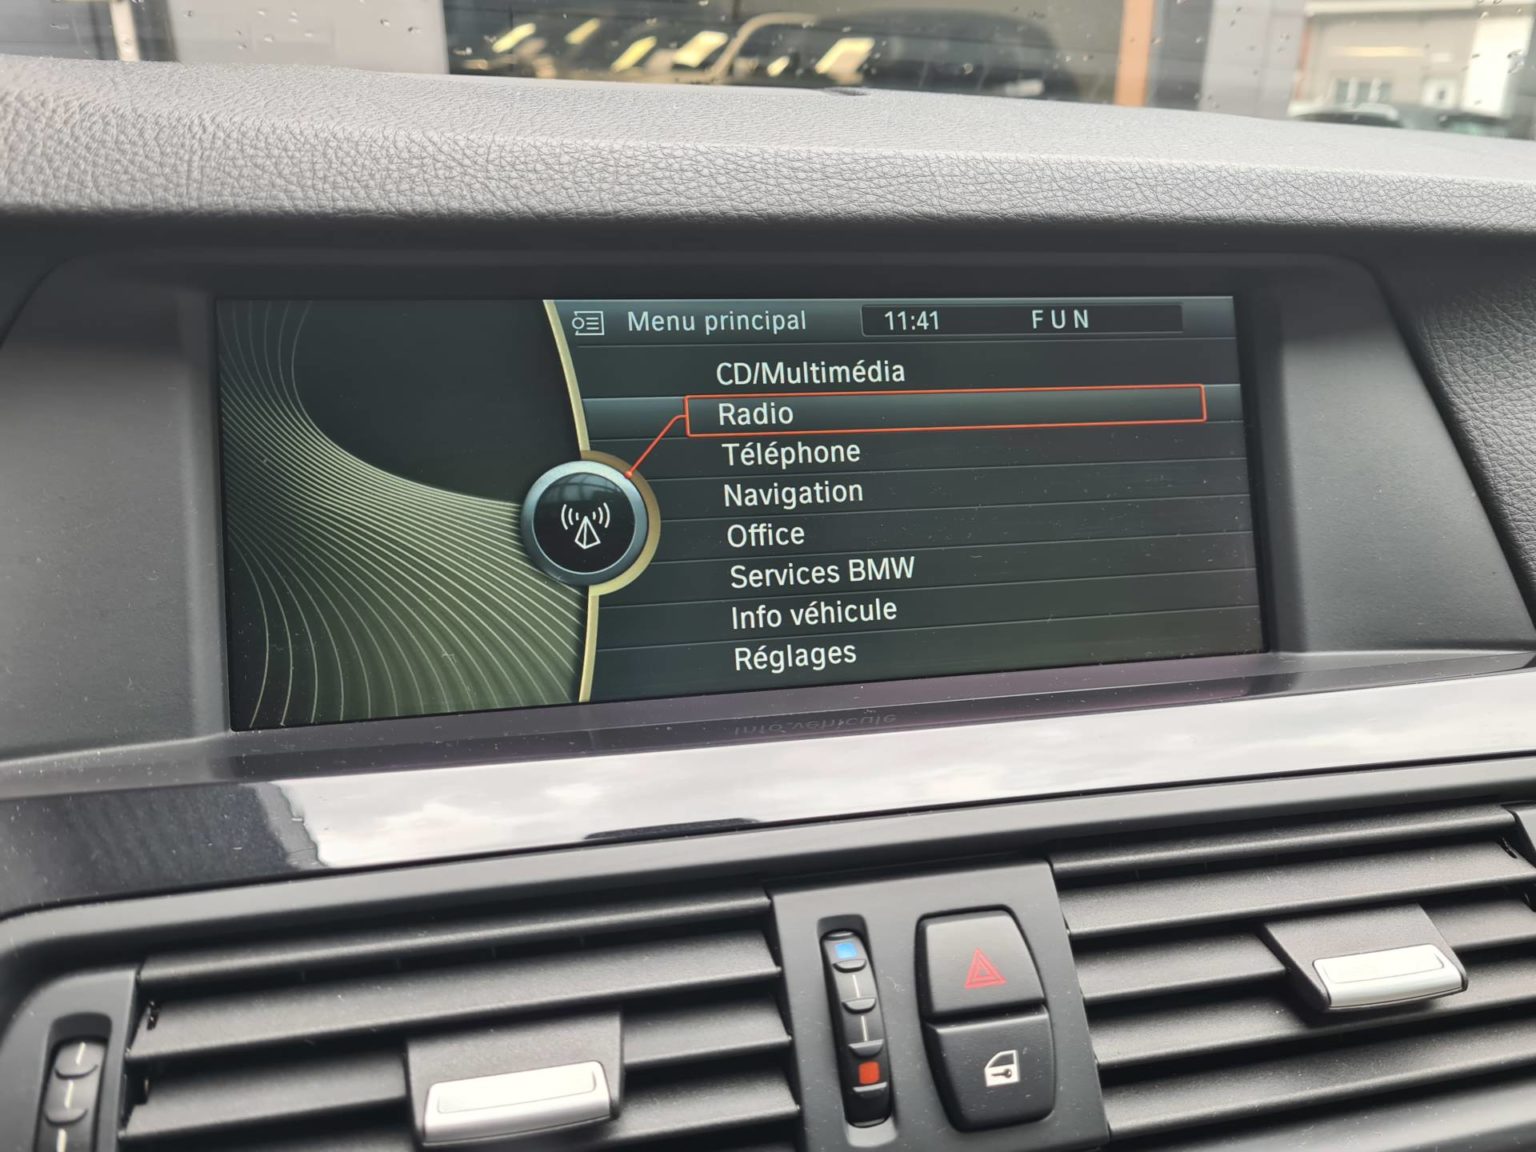 Menu principal 11:41 FUN
CD/Multimédia
Radio
Téléphone
Navigation
Office
Services BMW
Info véhicule
Réglages